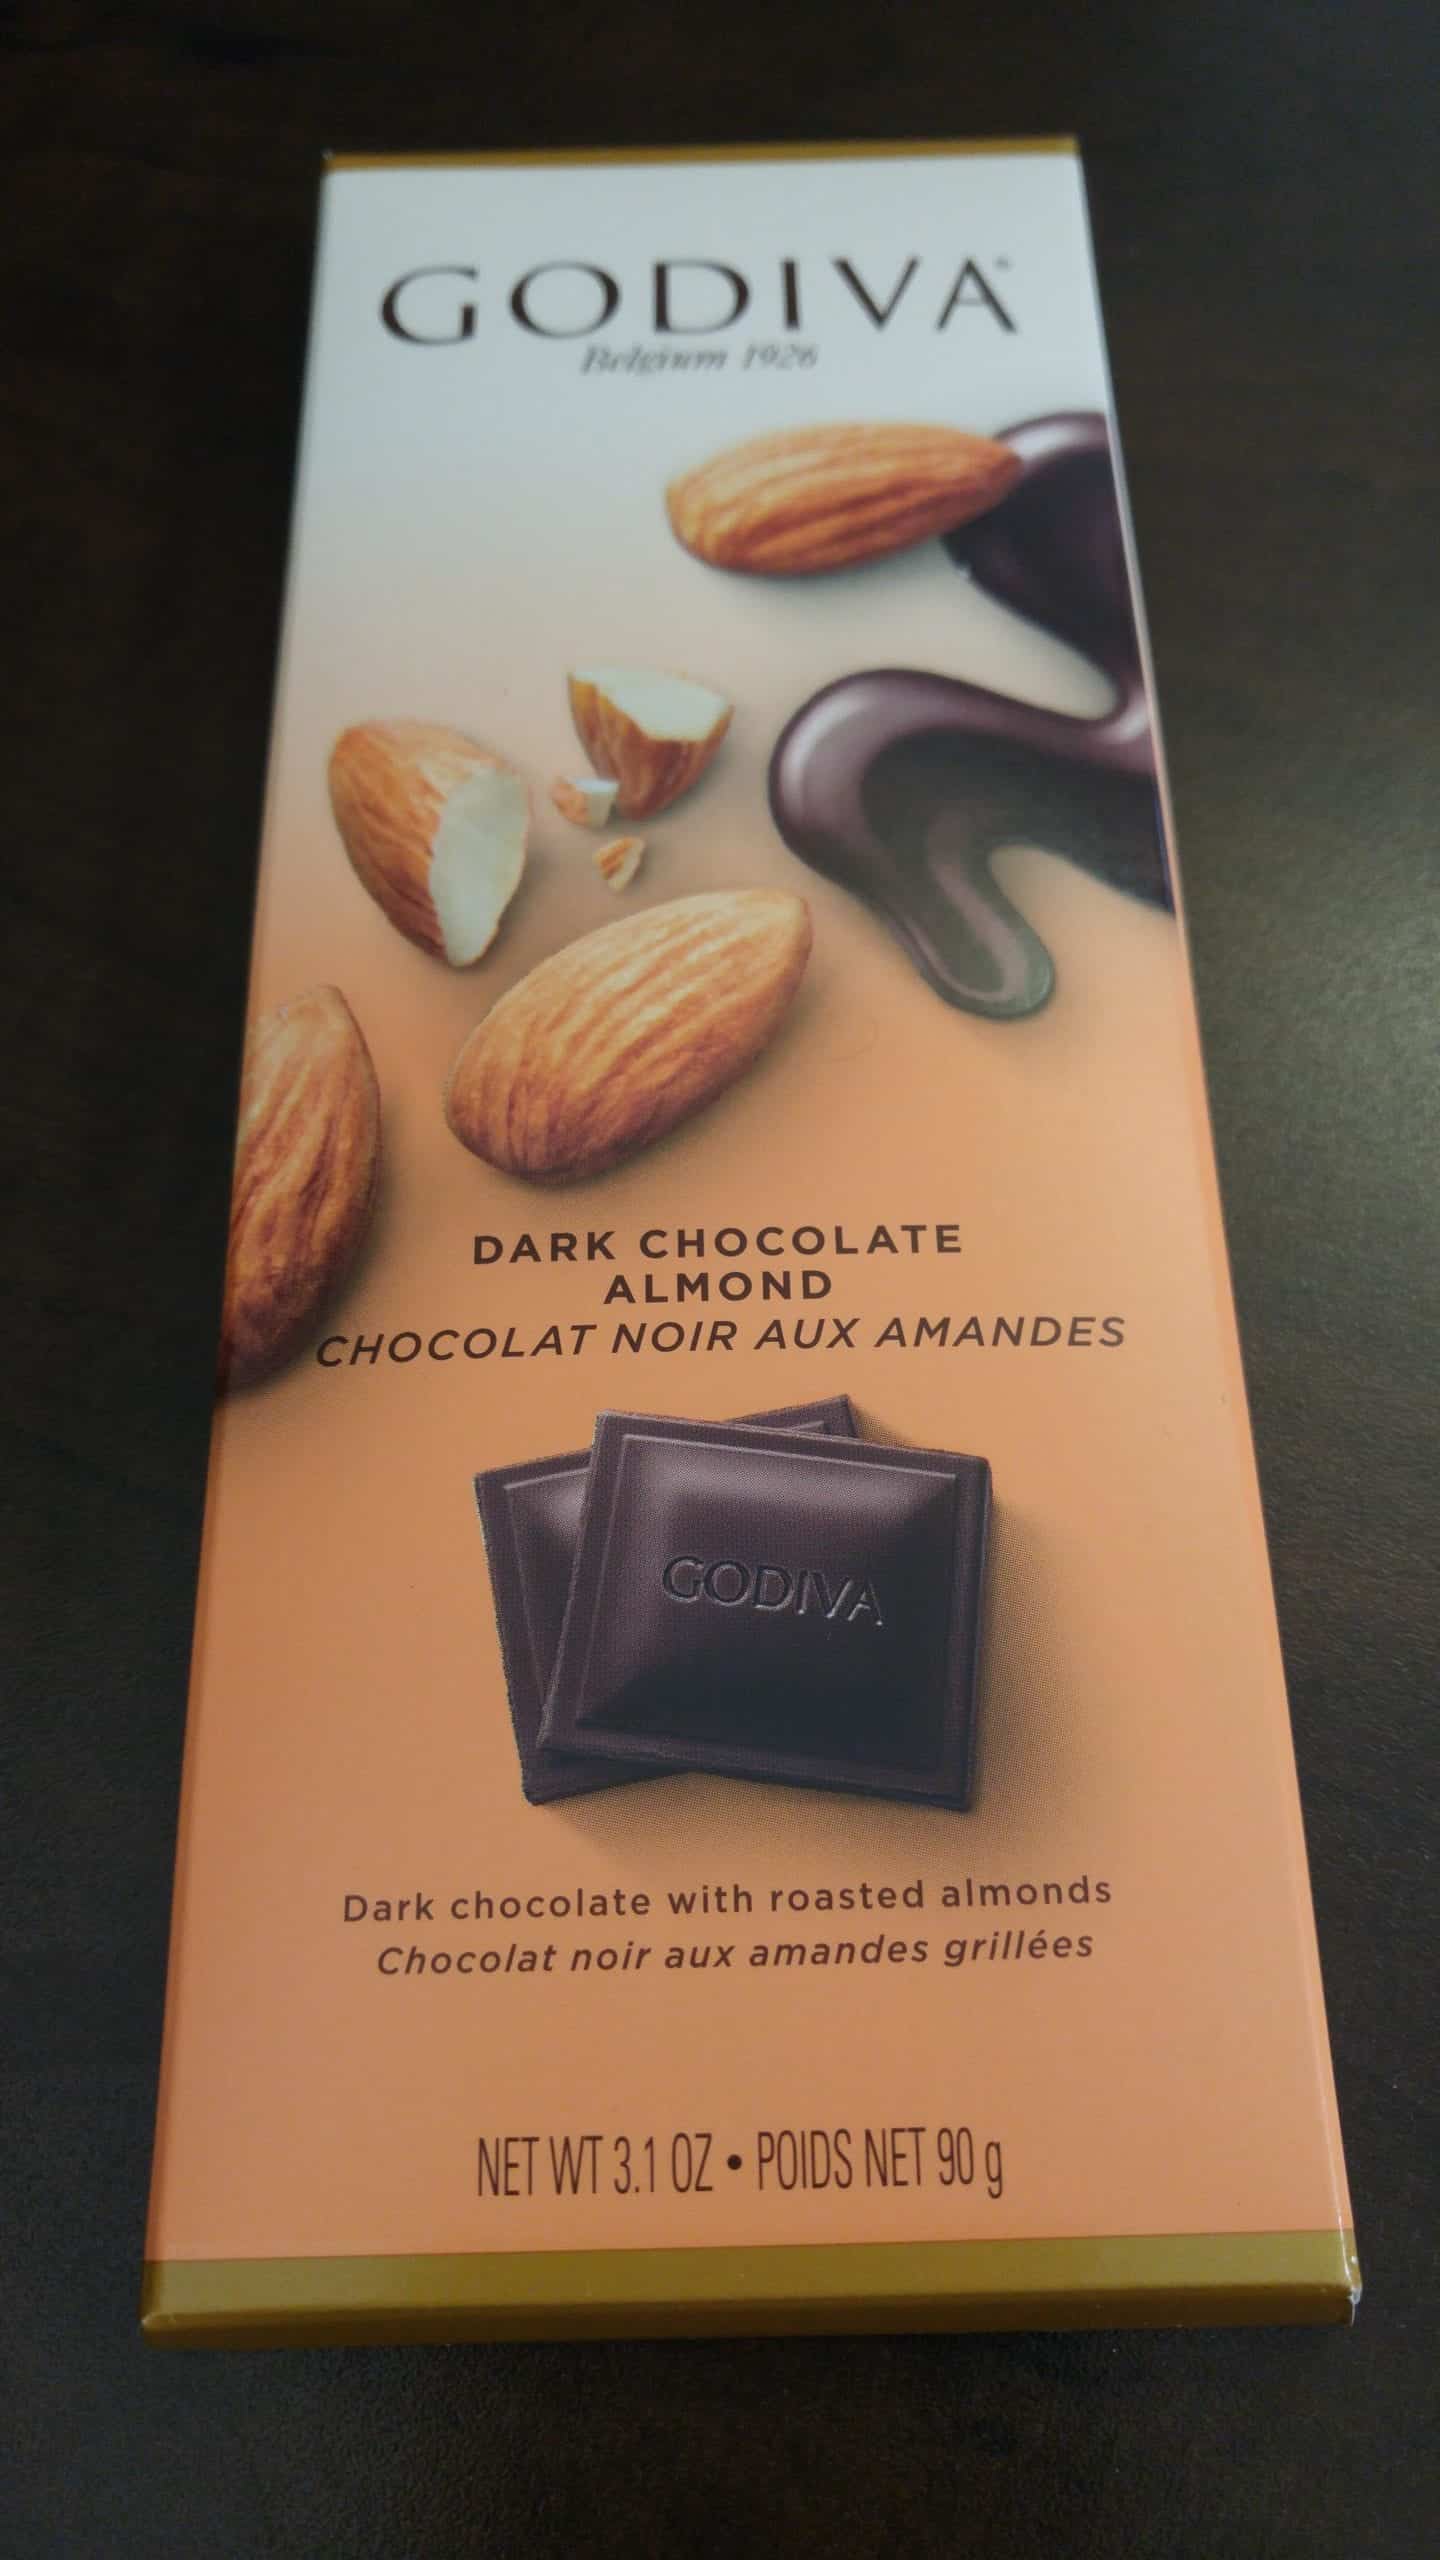 GODIVA
Belgium 1926
DARK CHOCOLATE
ALMOND
CHOCOLAT NOIR AUX AMANDES
GODIVA
Dark chocolate with roasted almonds
Chocolat noir aux amandes grillées
NET WT 3.1 OZ • POIDS NET 90 g